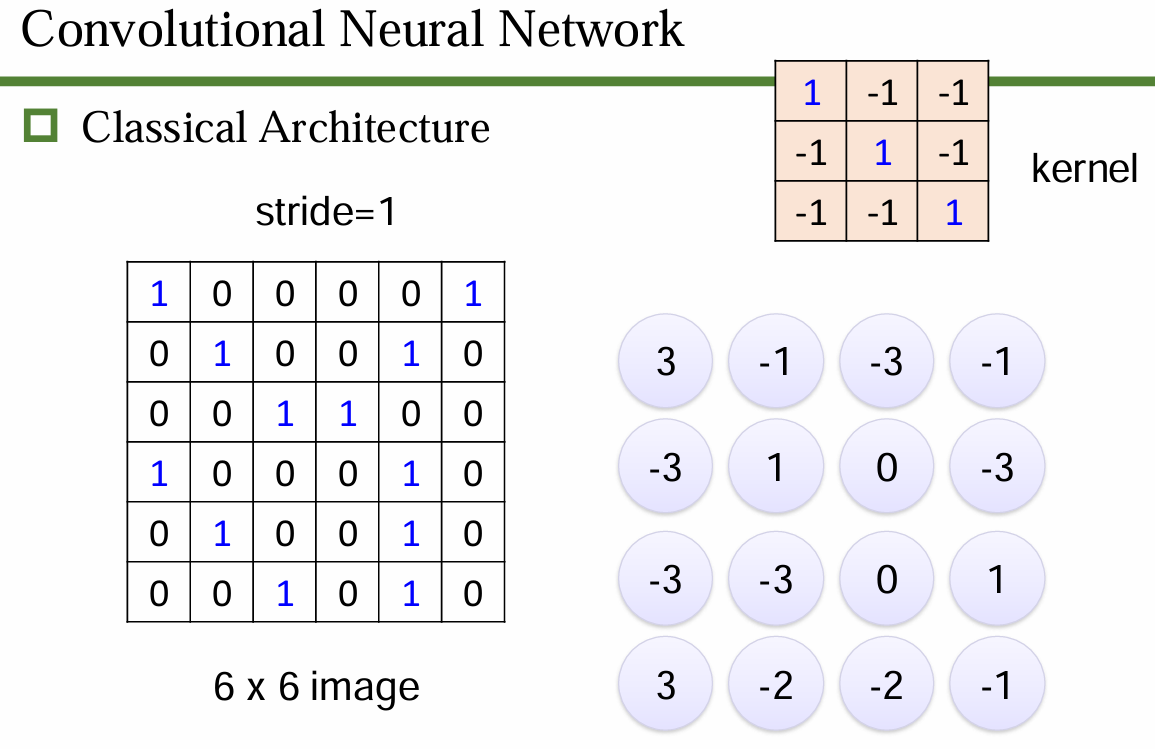 Convolutional Neural Network
1 -1 -1
-1 1 -1
-1 -1 1
kernel
Classical Architecture
stride=1
1 0 0 0 0 1
0 1 0 0 1 0
0 0 1 1 0 0
1 0 0 0 1 0
0 1 0 0 1 0
0 0 1 0 1 0
6 x 6 image
3 -1 -3 -1
-3 1 0 -3
-3 -3 0 1
3 -2 -2 -1